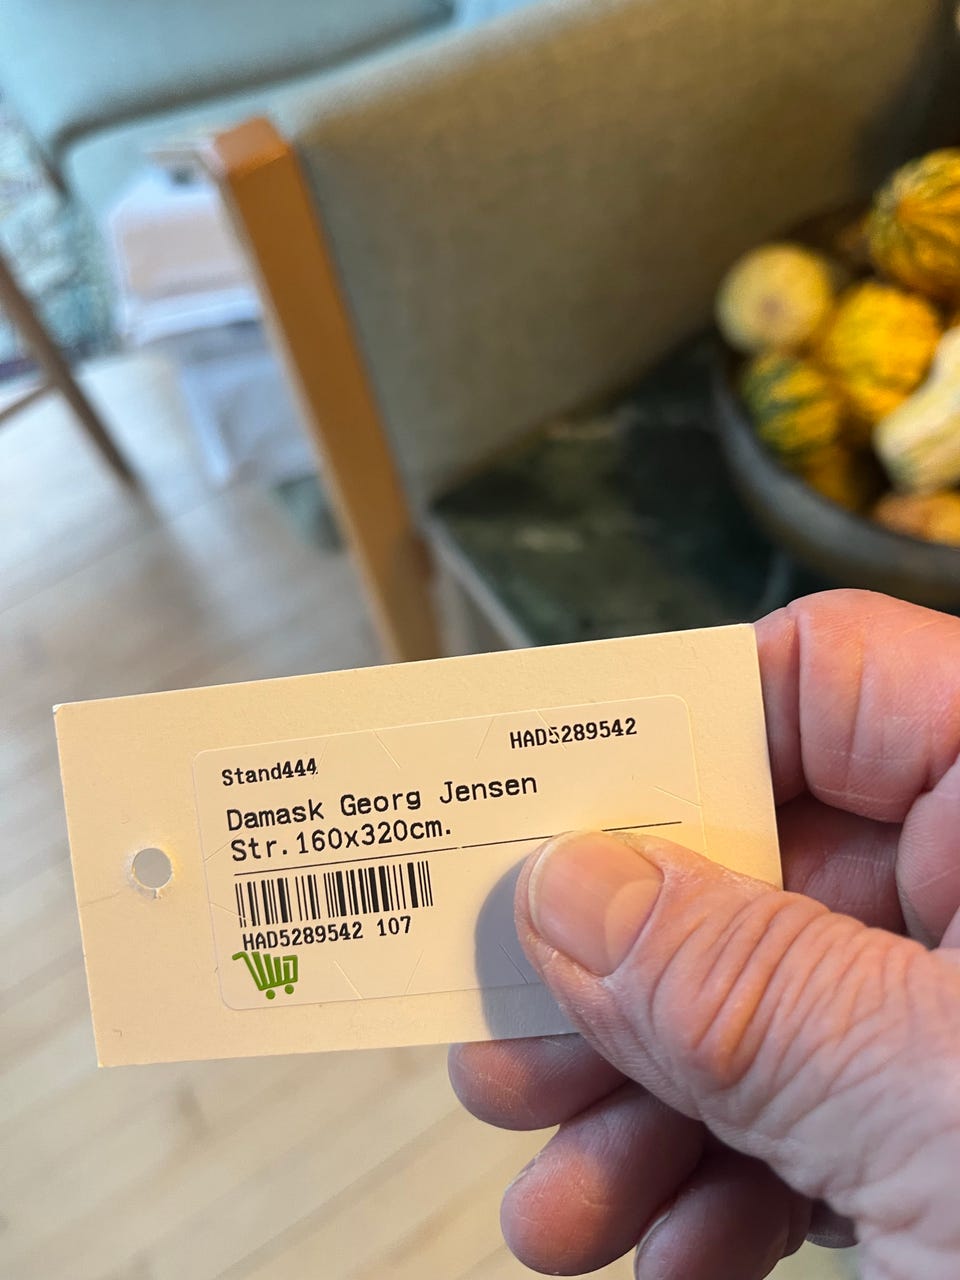 Stand444
HAD5289542
Damask Georg Jensen
Str.160x320cm.
HAD5289542 107